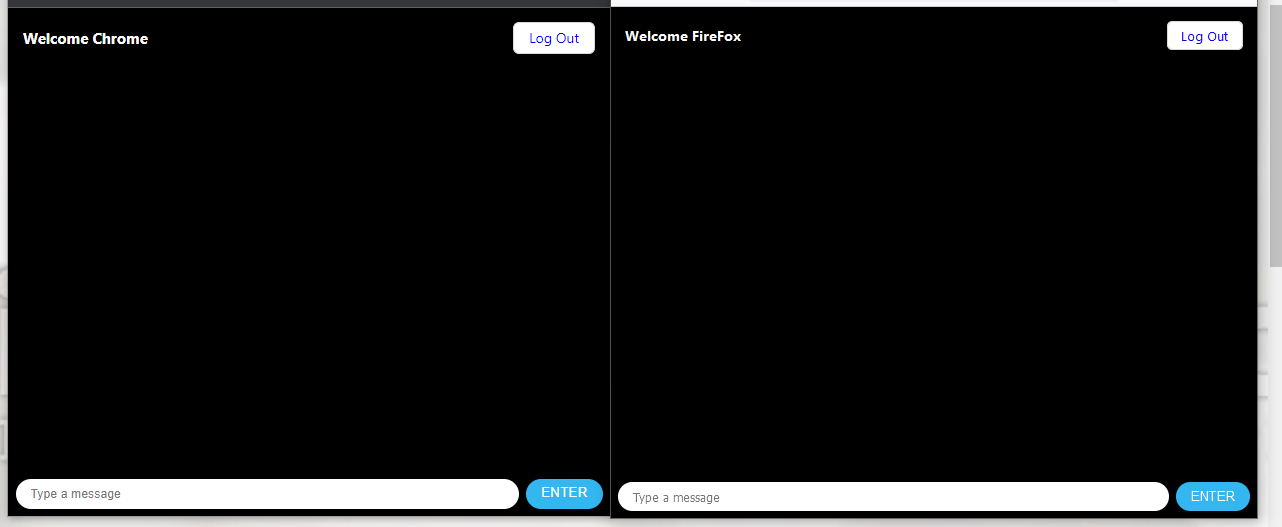 Welcome Chrome
Log Out
Type a message
ENTER
Welcome FireFox
Log Out
Type a message
ENTER